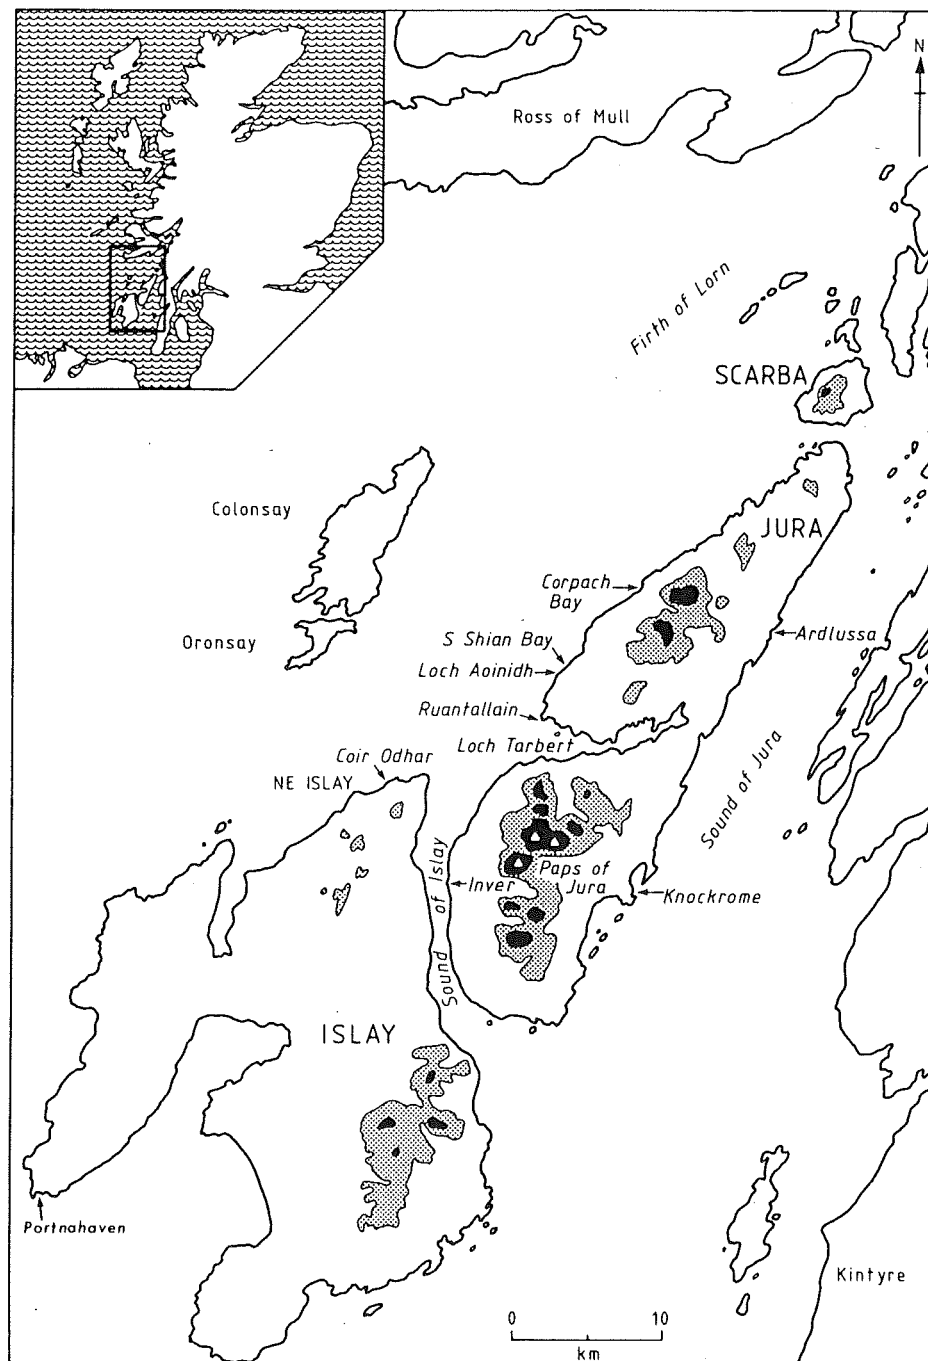 N
Ross of Mull
Firth of Lorn
SCARBA
Colonsay
JURA
Corpach
Bay
Oronsay
S Shian Bay
Ardlussa
Loch Aoinidh
Ruantallain
Loch Tarbert
Coir Odhar
NE ISLAY
Sound of Jura
Sound of Islay
Paps of
Jura
Inver
Knockrome
ISLAY
Portnahaven
Kintyre
0 10
km